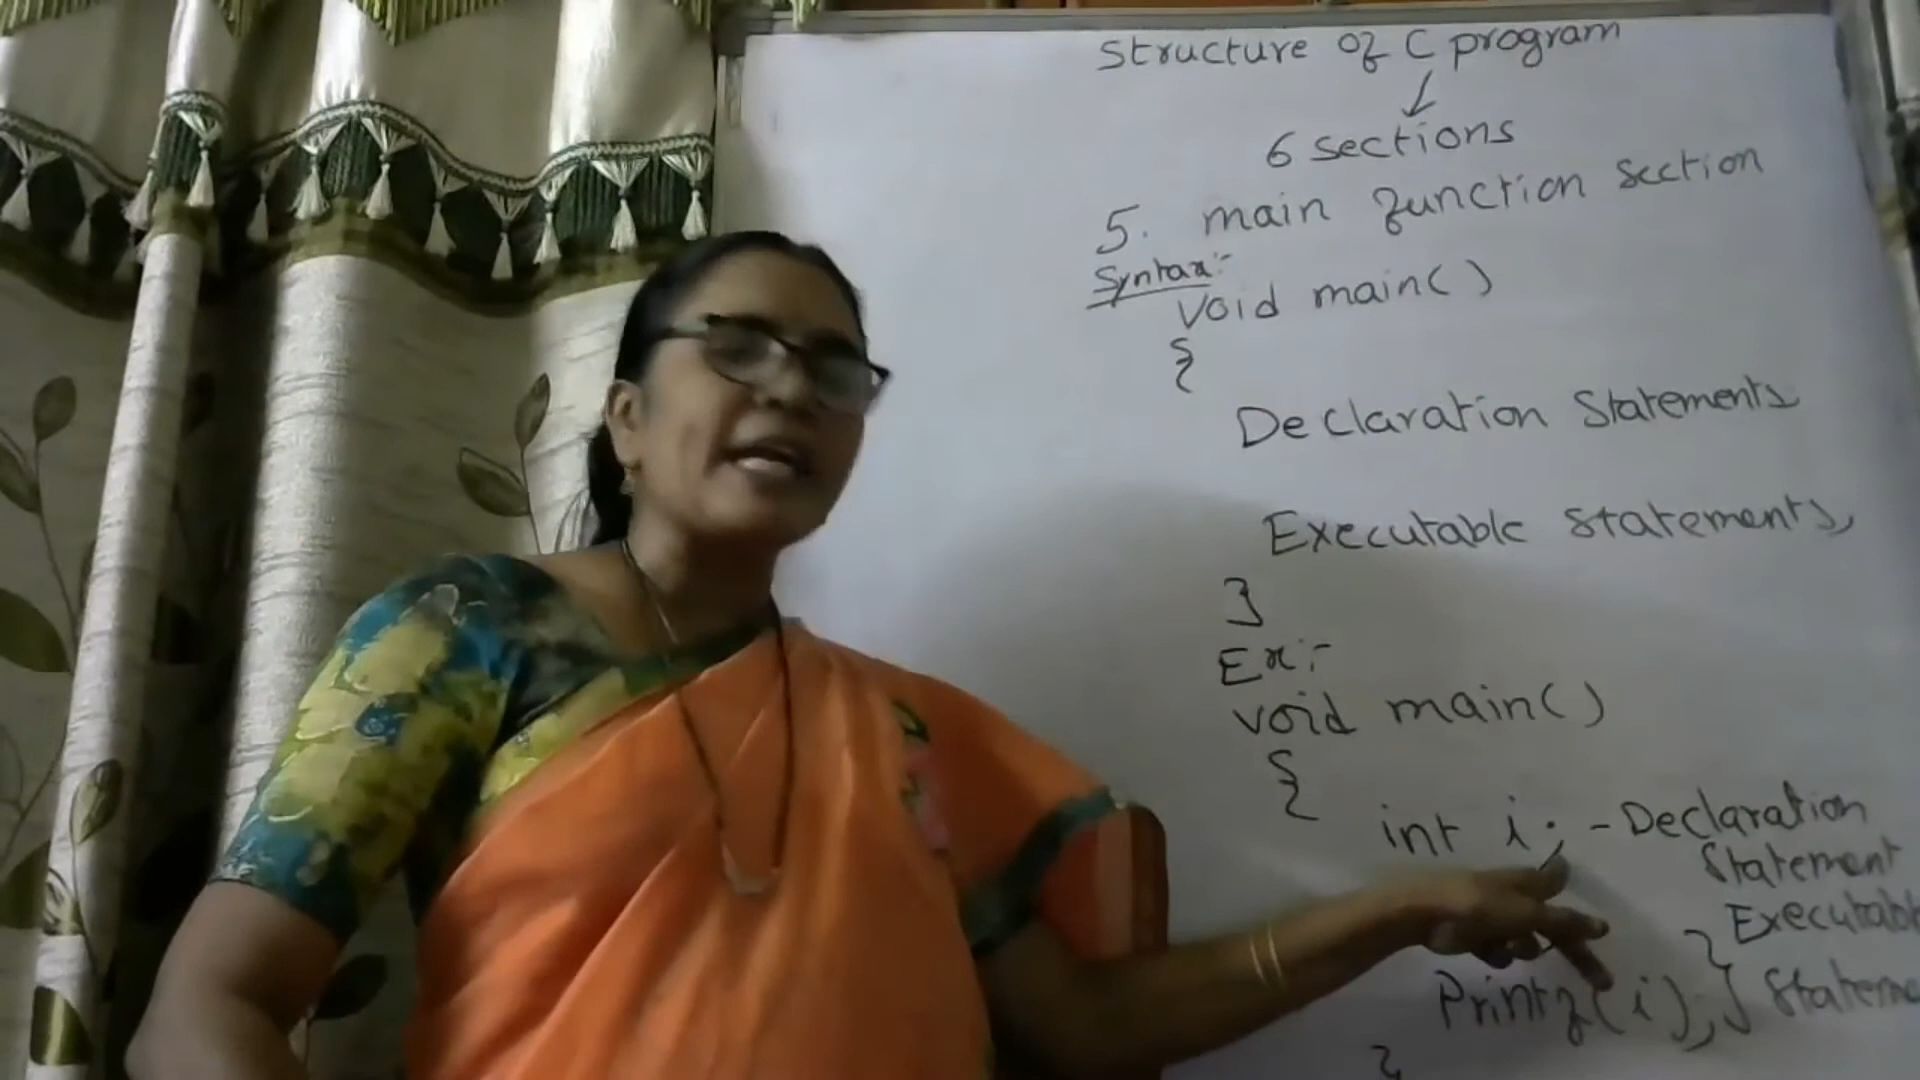 Structure of C program
6 sections
5. main function section
Syntax:-
void main()
{
Declaration Statements
Executable Statements
}
Ex:-
void main()
{
int i; - Declaration
Statement
Executab
Printf(i); } Stateme
}